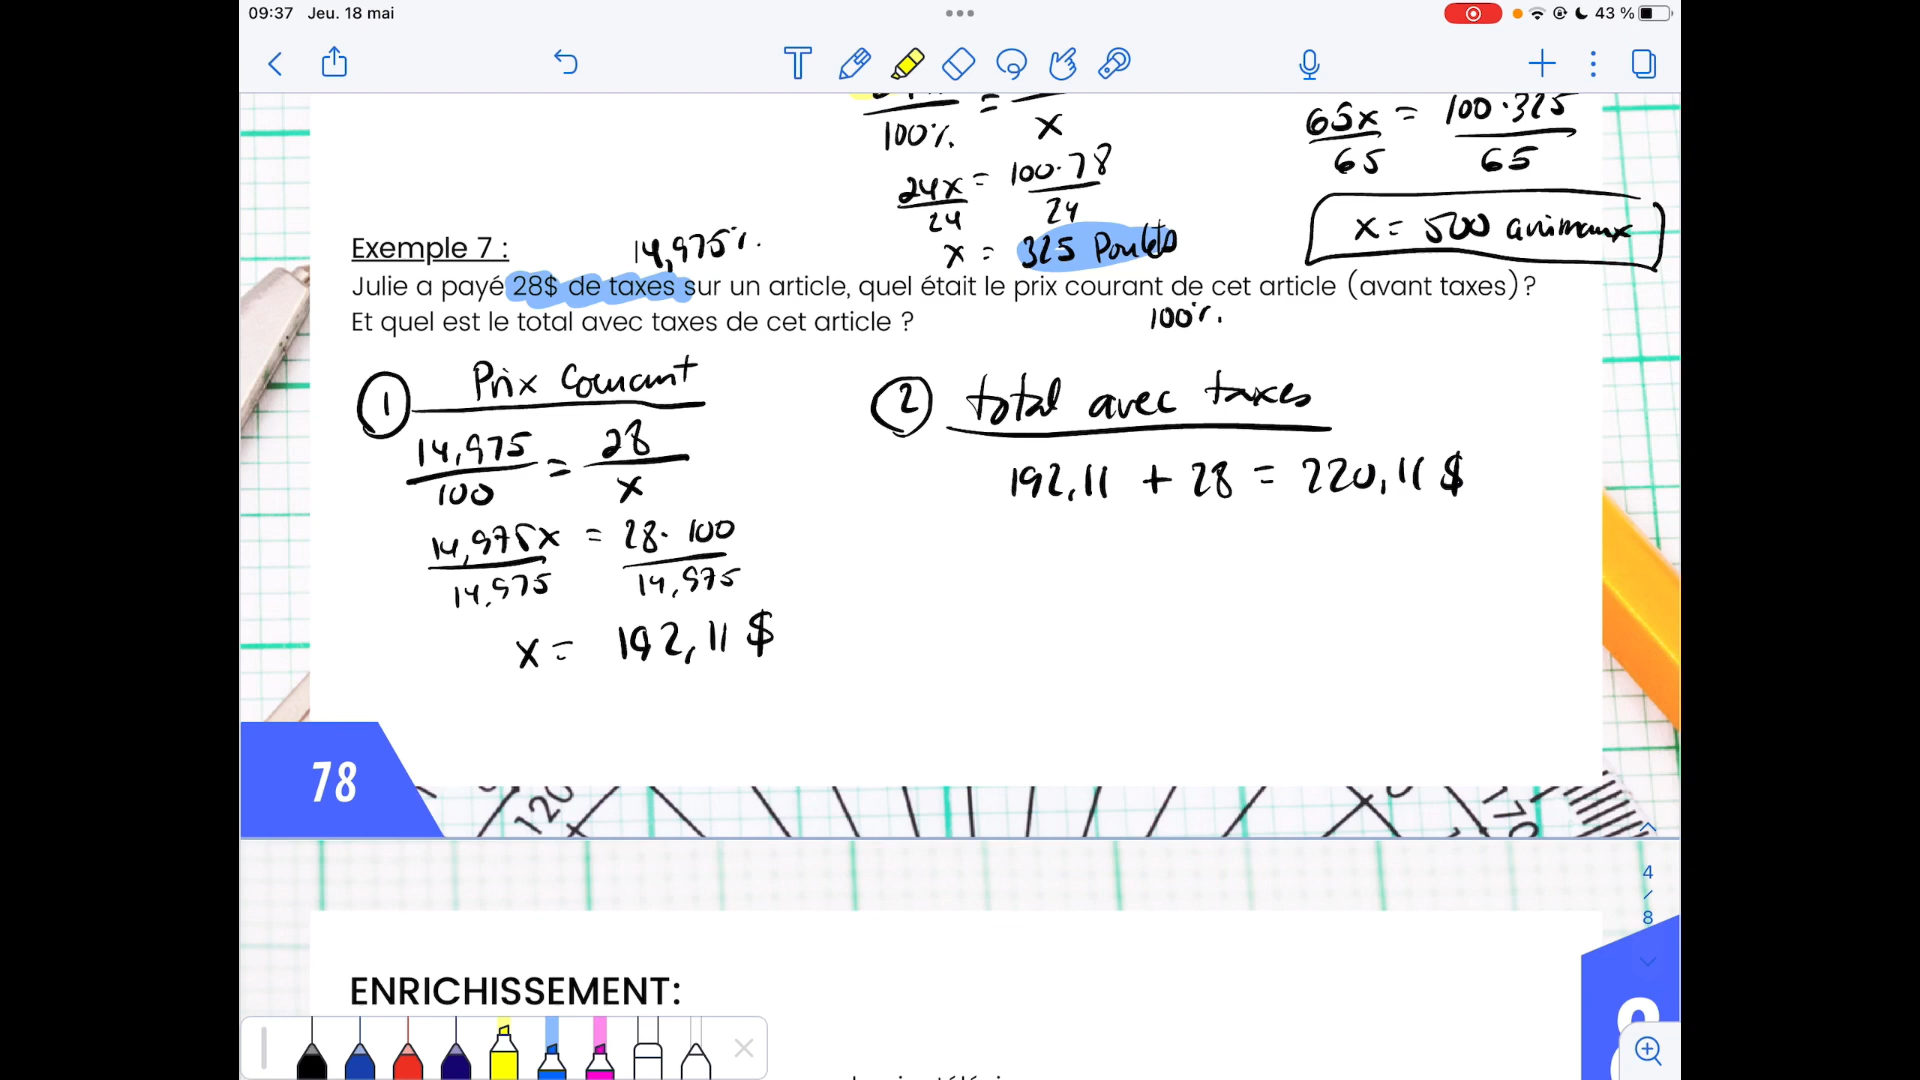 09:37 Jeu. 18 mai
43 %
100% = x
24x = 100·78
24 24
x = 325 Poulets
65x = 100·325
65 65
x = 500 animaux
Exemple 7 :
14,975%
Julie a payé 28$ de taxes sur un article, quel était le prix courant de cet article (avant taxes)?
100%
Et quel est le total avec taxes de cet article ?
1 Prix Courant
14,975 = 28
100 x
14,975x = 28·100
14,975 14,975
x = 192,11 $
2 total avec taxes
192,11 + 28 = 220,11 $
78
120
170
4
/
8
ENRICHISSEMENT: